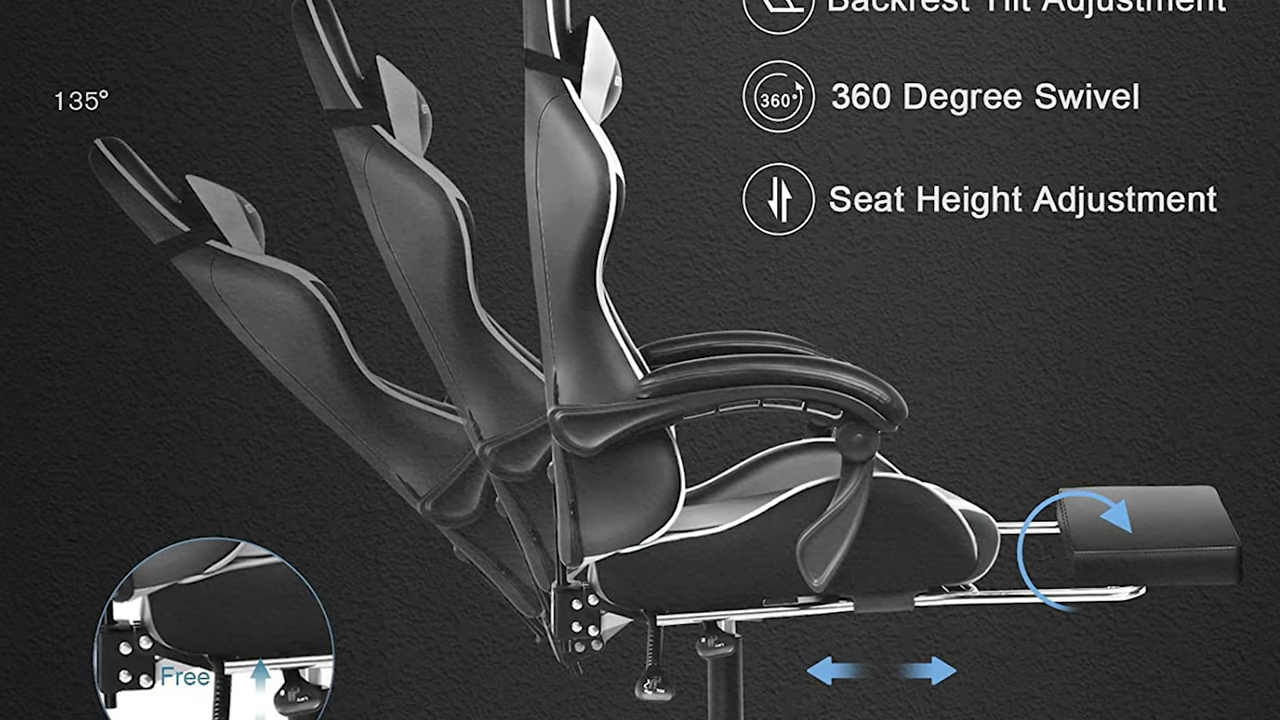 Backrest Tilt Adjustment
135°
360°
360 Degree Swivel
Seat Height Adjustment
Free